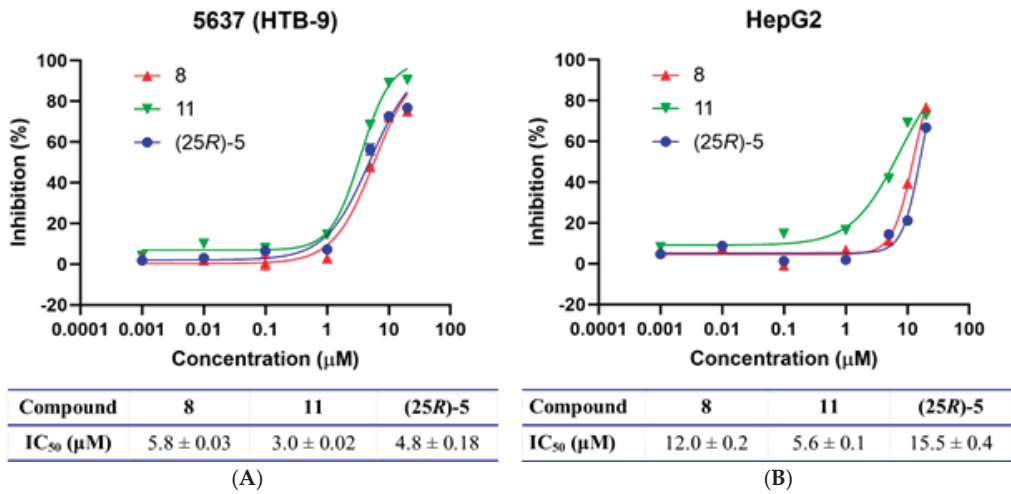 5637 (HTB-9)
100
80
60
40
20
0
-20
Inhibition (%)
8
11
(25R)-5
0.0001 0.001 0.01 0.1 1 10 100
Concentration (μM)
Compound 8 11 (25R)-5
IC₅₀ (μM) 5.8 ± 0.03 3.0 ± 0.02 4.8 ± 0.18
(A)
HepG2
100
80
60
40
20
0
-20
Inhibition (%)
8
11
(25R)-5
0.0001 0.001 0.01 0.1 1 10 100
Concentration (μM)
Compound 8 11 (25R)-5
IC₅₀ (μM) 12.0 ± 0.2 5.6 ± 0.1 15.5 ± 0.4
(B)